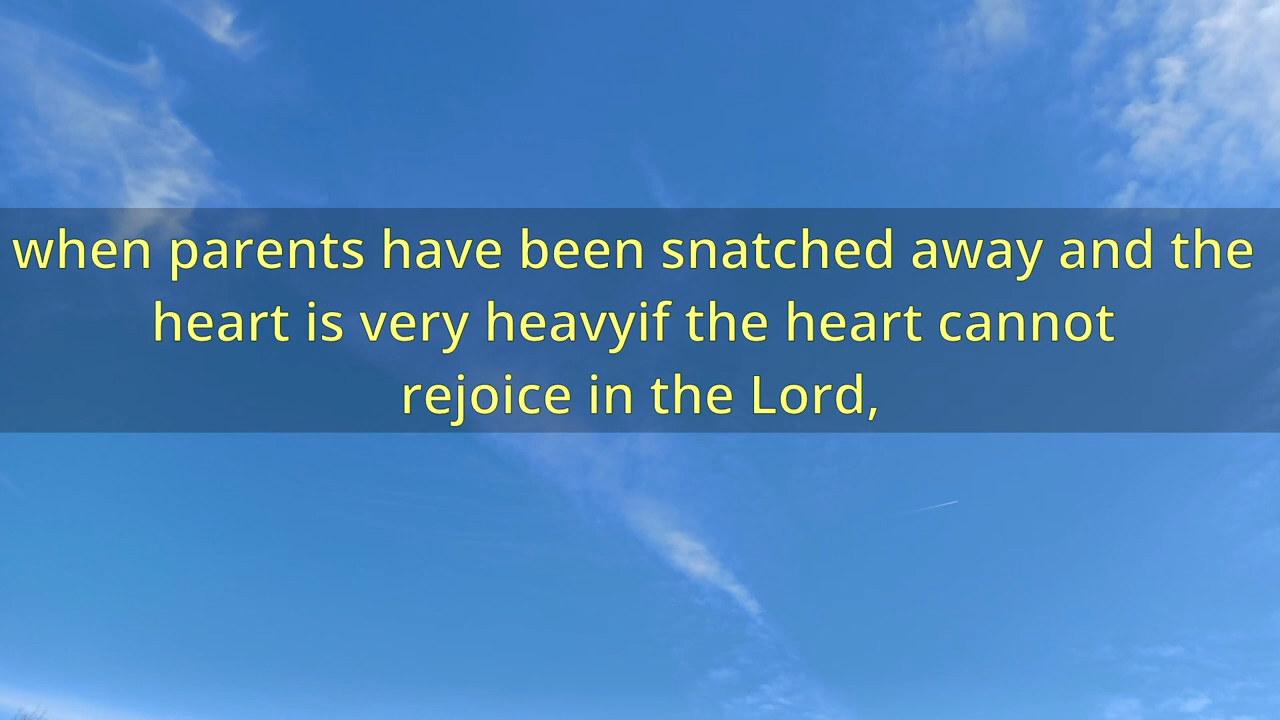 when parents have been snatched away and the
heart is very heavyif the heart cannot
rejoice in the Lord,